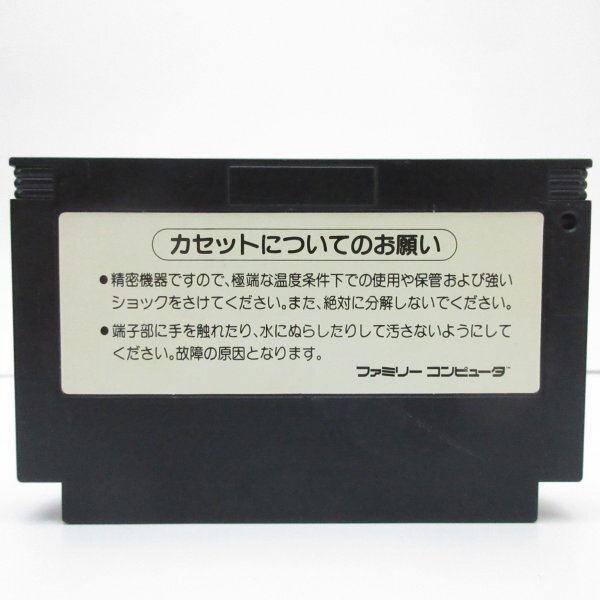 カセットについてのお願い
●精密機器ですので、極端な温度条件下での使用や保管および強い
ショックをさけてください。また、絶対に分解しないでください。
●端子部に手を触れたり、水にぬらしたりして汚さないようにして
ください。故障の原因となります。
ファミリーコンピュータ™